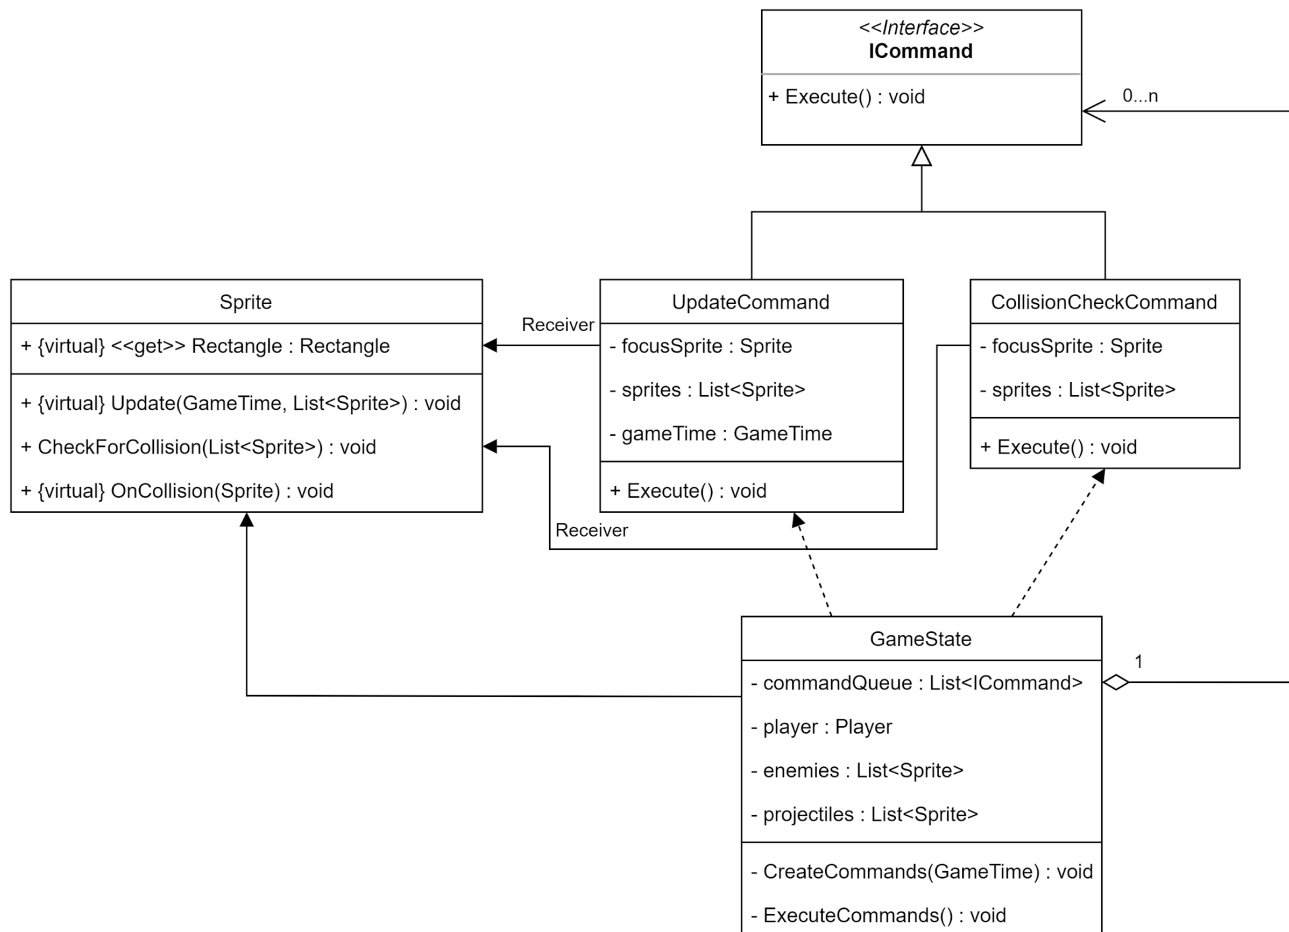 <<Interface>>
ICommand
+ Execute() : void
0...n
Sprite
+ {virtual} <<get>> Rectangle : Rectangle
+ {virtual} Update(GameTime, List<Sprite>) : void
+ CheckForCollision(List<Sprite>) : void
+ {virtual} OnCollision(Sprite) : void
Receiver
UpdateCommand
- focusSprite : Sprite
- sprites : List<Sprite>
- gameTime : GameTime
+ Execute() : void
CollisionCheckCommand
- focusSprite : Sprite
- sprites : List<Sprite>
+ Execute() : void
Receiver
GameState
- commandQueue : List<ICommand>
- player : Player
- enemies : List<Sprite>
- projectiles : List<Sprite>
- CreateCommands(GameTime) : void
- ExecuteCommands() : void
1